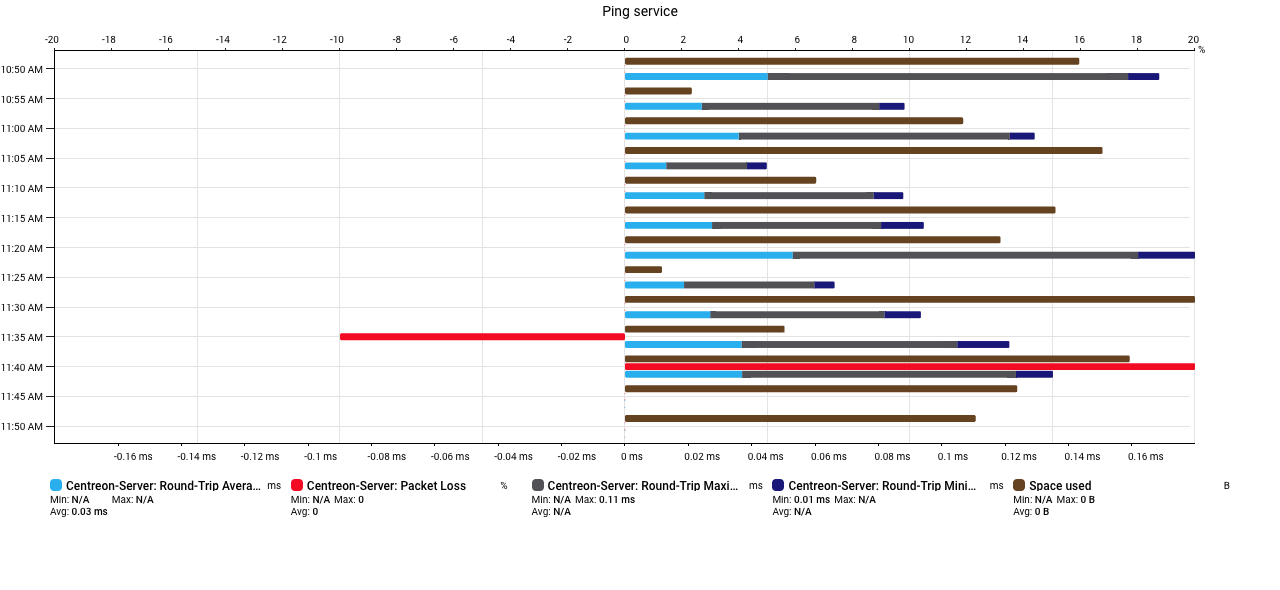 Ping service
-20 -18 -16 -14 -12 -10 -8 -6 -4 -2 0 2 4 6 8 10 12 14 16 18 20
%
10:50 AM
10:55 AM
11:00 AM
11:05 AM
11:10 AM
11:15 AM
11:20 AM
11:25 AM
11:30 AM
11:35 AM
11:40 AM
11:45 AM
11:50 AM
-0.16 ms -0.14 ms -0.12 ms -0.1 ms -0.08 ms -0.06 ms -0.04 ms -0.02 ms 0 ms 0.02 ms 0.04 ms 0.06 ms 0.08 ms 0.1 ms 0.12 ms 0.14 ms 0.16 ms
Centreon-Server: Round-Trip Avera... ms Centreon-Server: Packet Loss % Centreon-Server: Round-Trip Maxi... ms Centreon-Server: Round-Trip Mini... ms Space used B
Min: N/A Max: N/A Min: N/A Max: 0 Min: N/A Max: 0.11 ms Min: 0.01 ms Max: N/A Min: N/A Max: 0 B
Avg: 0.03 ms Avg: 0 Avg: N/A Avg: N/A Avg: 0 B